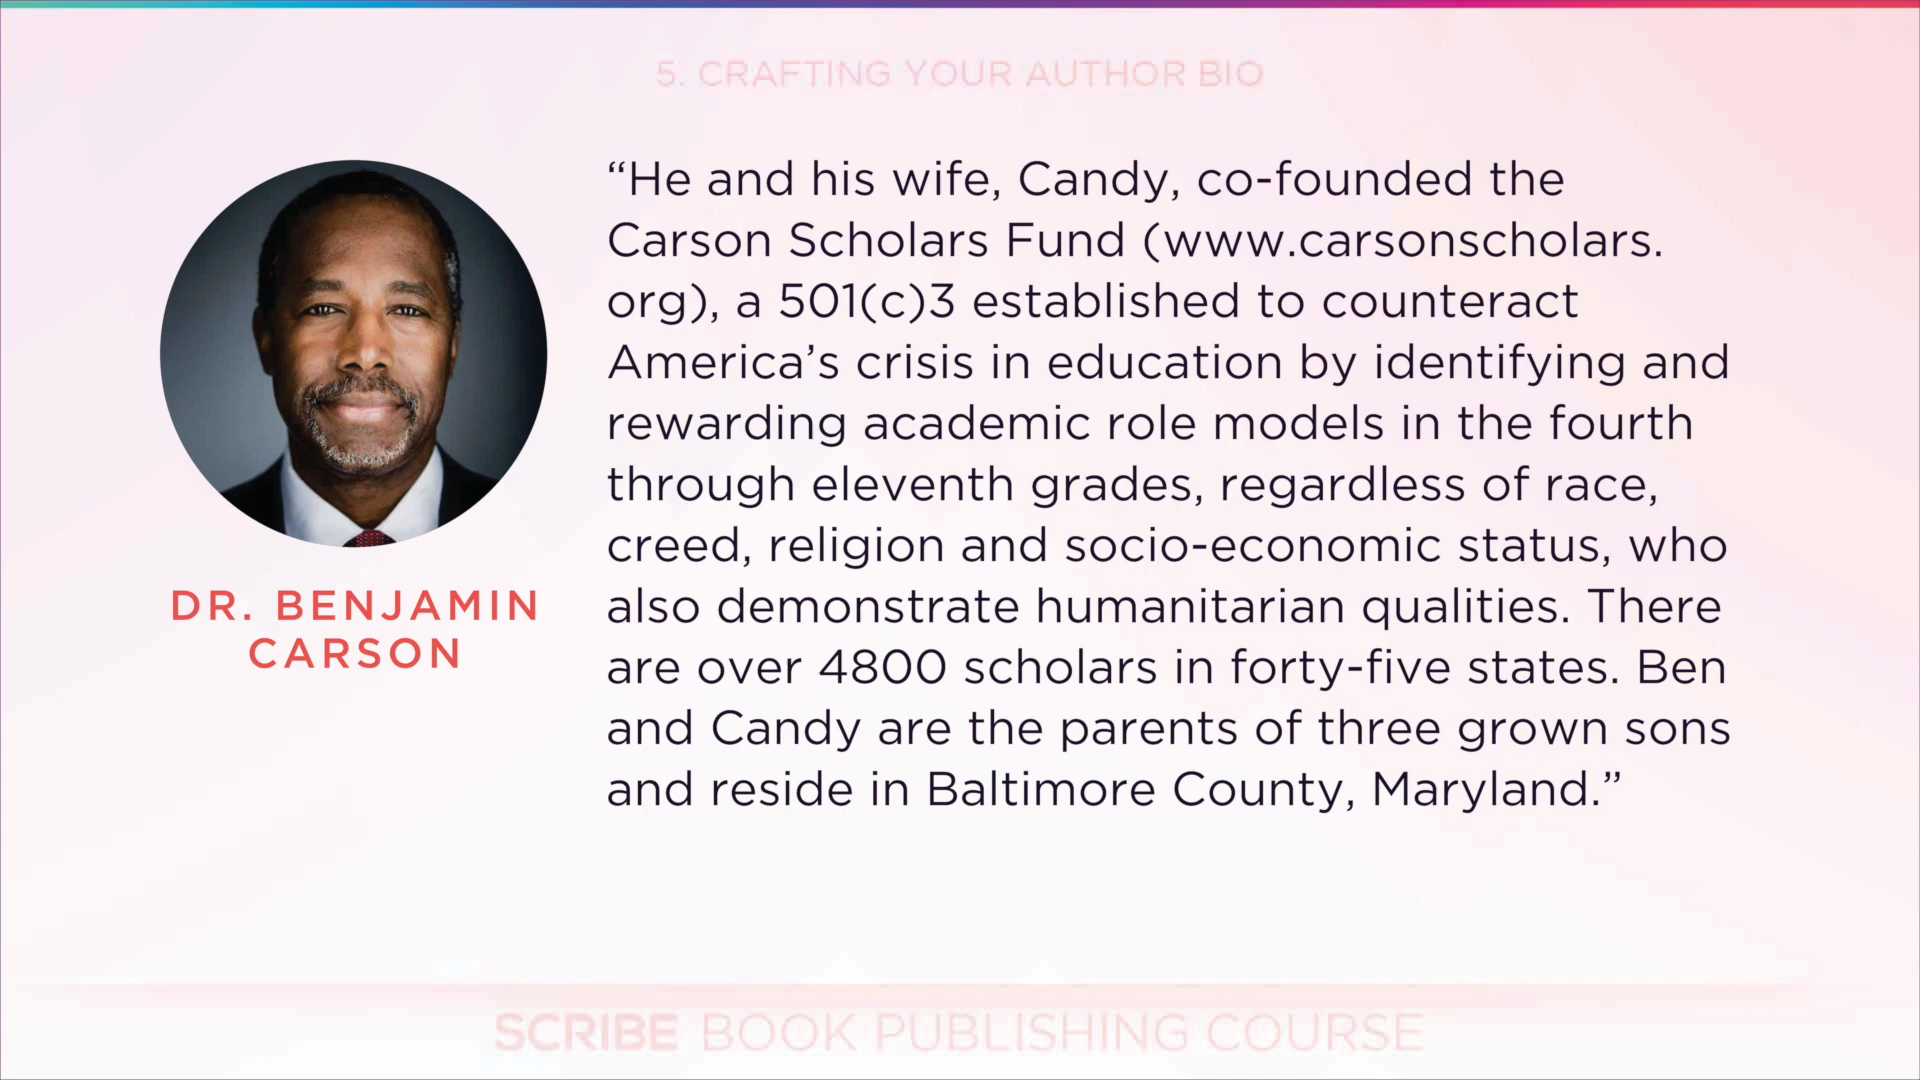 5. CRAFTING YOUR AUTHOR BIO
“He and his wife, Candy, co-founded the
Carson Scholars Fund (www.carsonscholars.
org), a 501(c)3 established to counteract
America’s crisis in education by identifying and
rewarding academic role models in the fourth
through eleventh grades, regardless of race,
creed, religion and socio-economic status, who
also demonstrate humanitarian qualities. There
are over 4800 scholars in forty-five states. Ben
and Candy are the parents of three grown sons
and reside in Baltimore County, Maryland.”
DR. BENJAMIN
CARSON
SCRIBE BOOK PUBLISHING COURSE